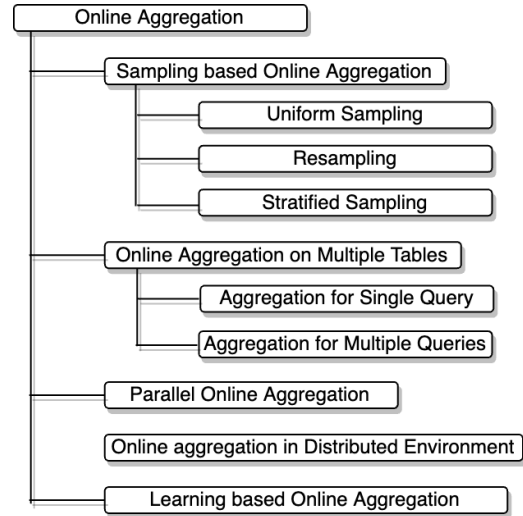 Online Aggregation
Sampling based Online Aggregation
Uniform Sampling
Resampling
Stratified Sampling
Online Aggregation on Multiple Tables
Aggregation for Single Query
Aggregation for Multiple Queries
Parallel Online Aggregation
Online aggregation in Distributed Environment
Learning based Online Aggregation